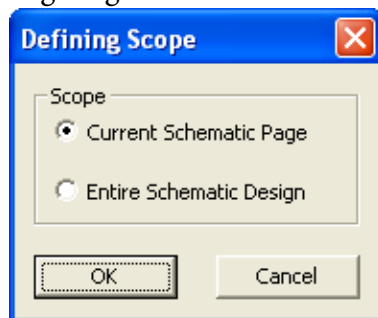 Defining Scope
Scope
Current Schematic Page
Entire Schematic Design
OK
Cancel